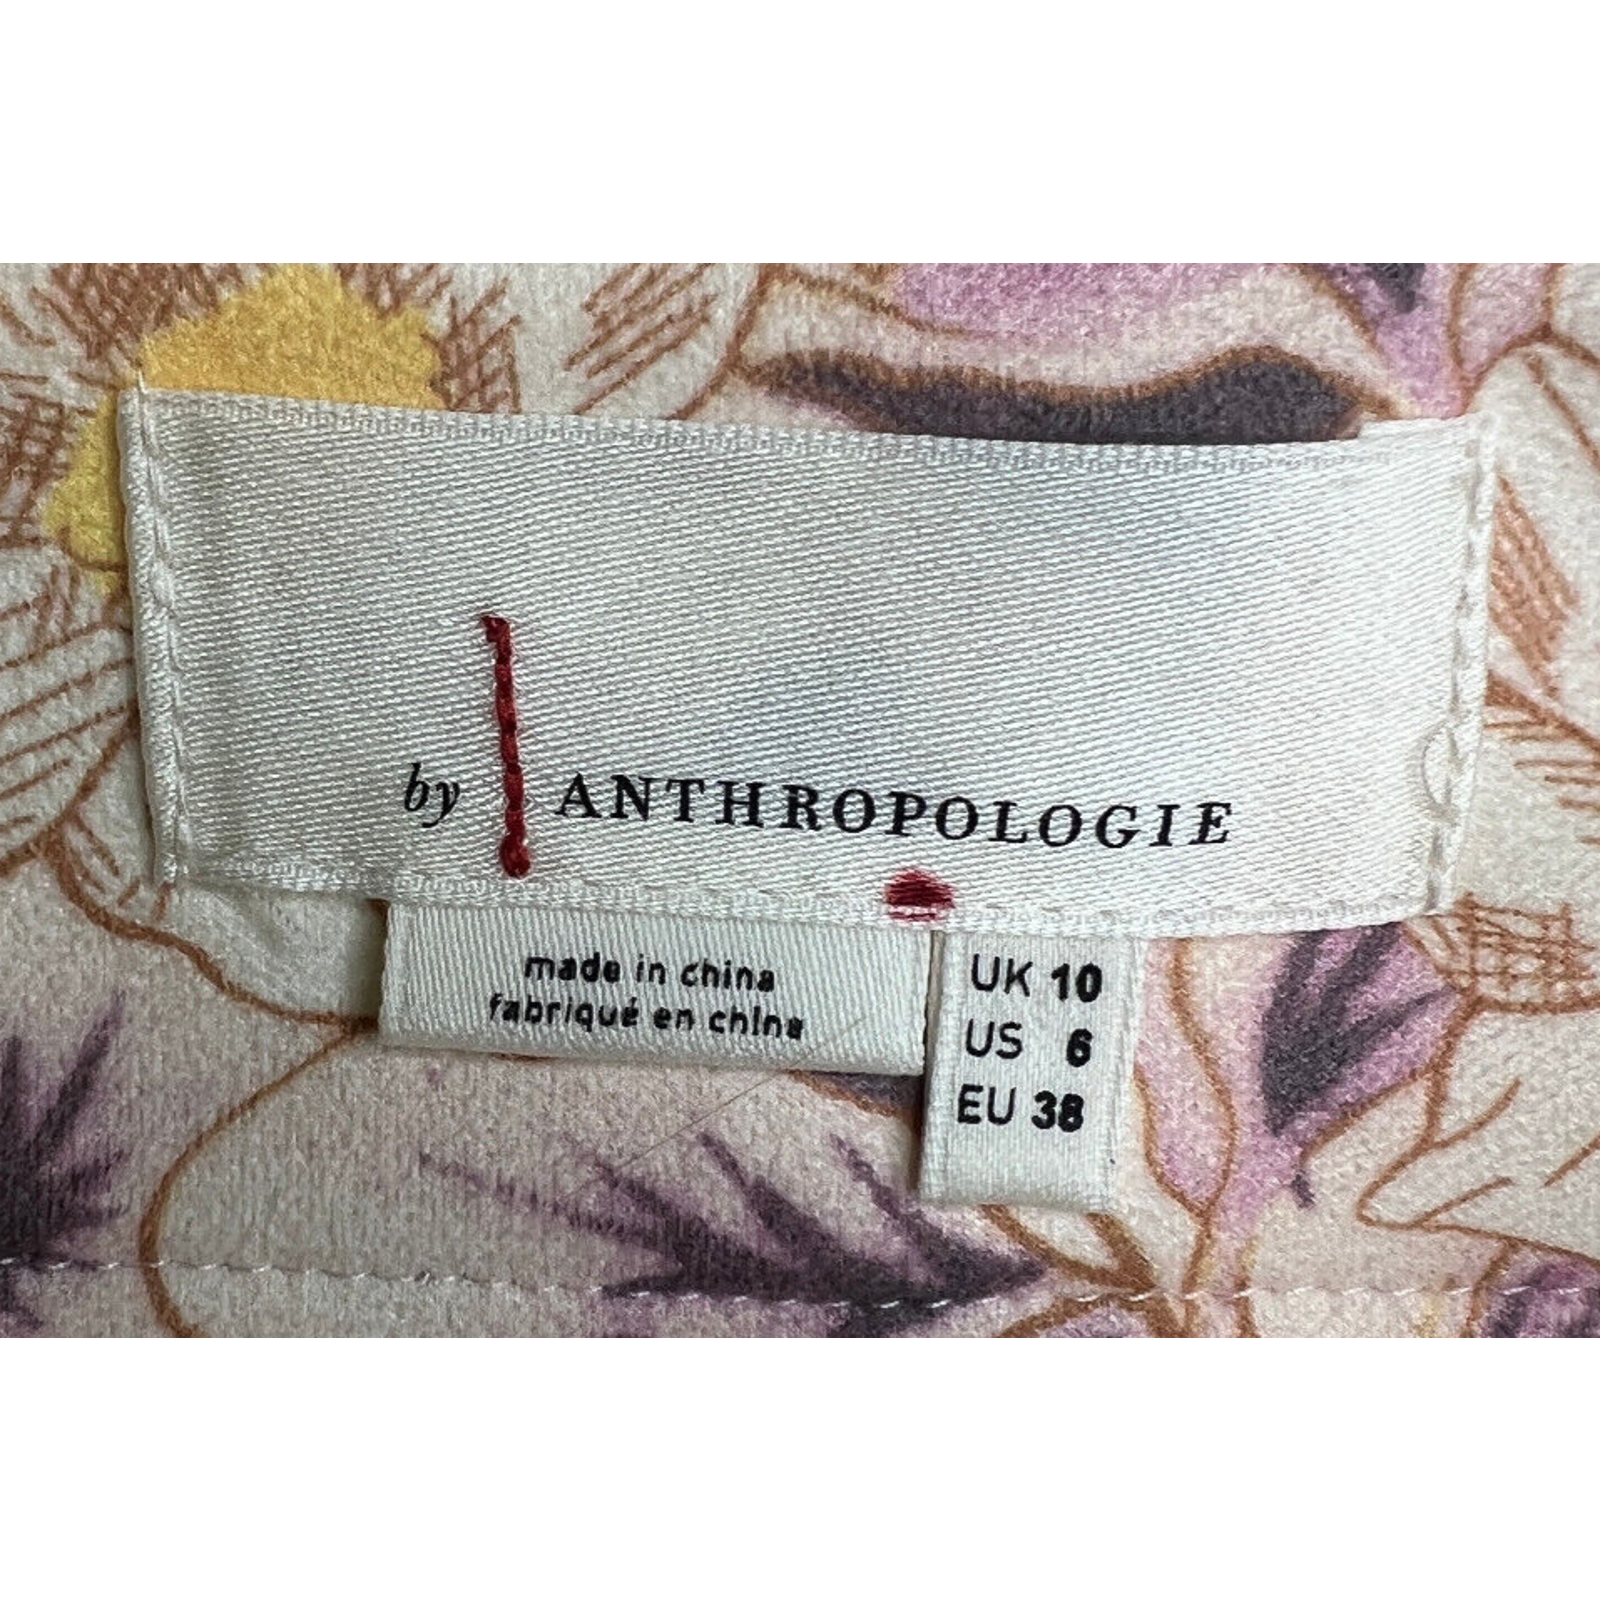 by ANTHROPOLOGIE
made in china
fabriqué en chine
UK 10
US 6
EU 38